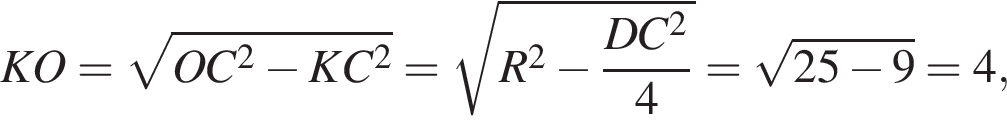 KO = √(OC² − KC²) = √(R² − DC²/4) = √(25 − 9) = 4,